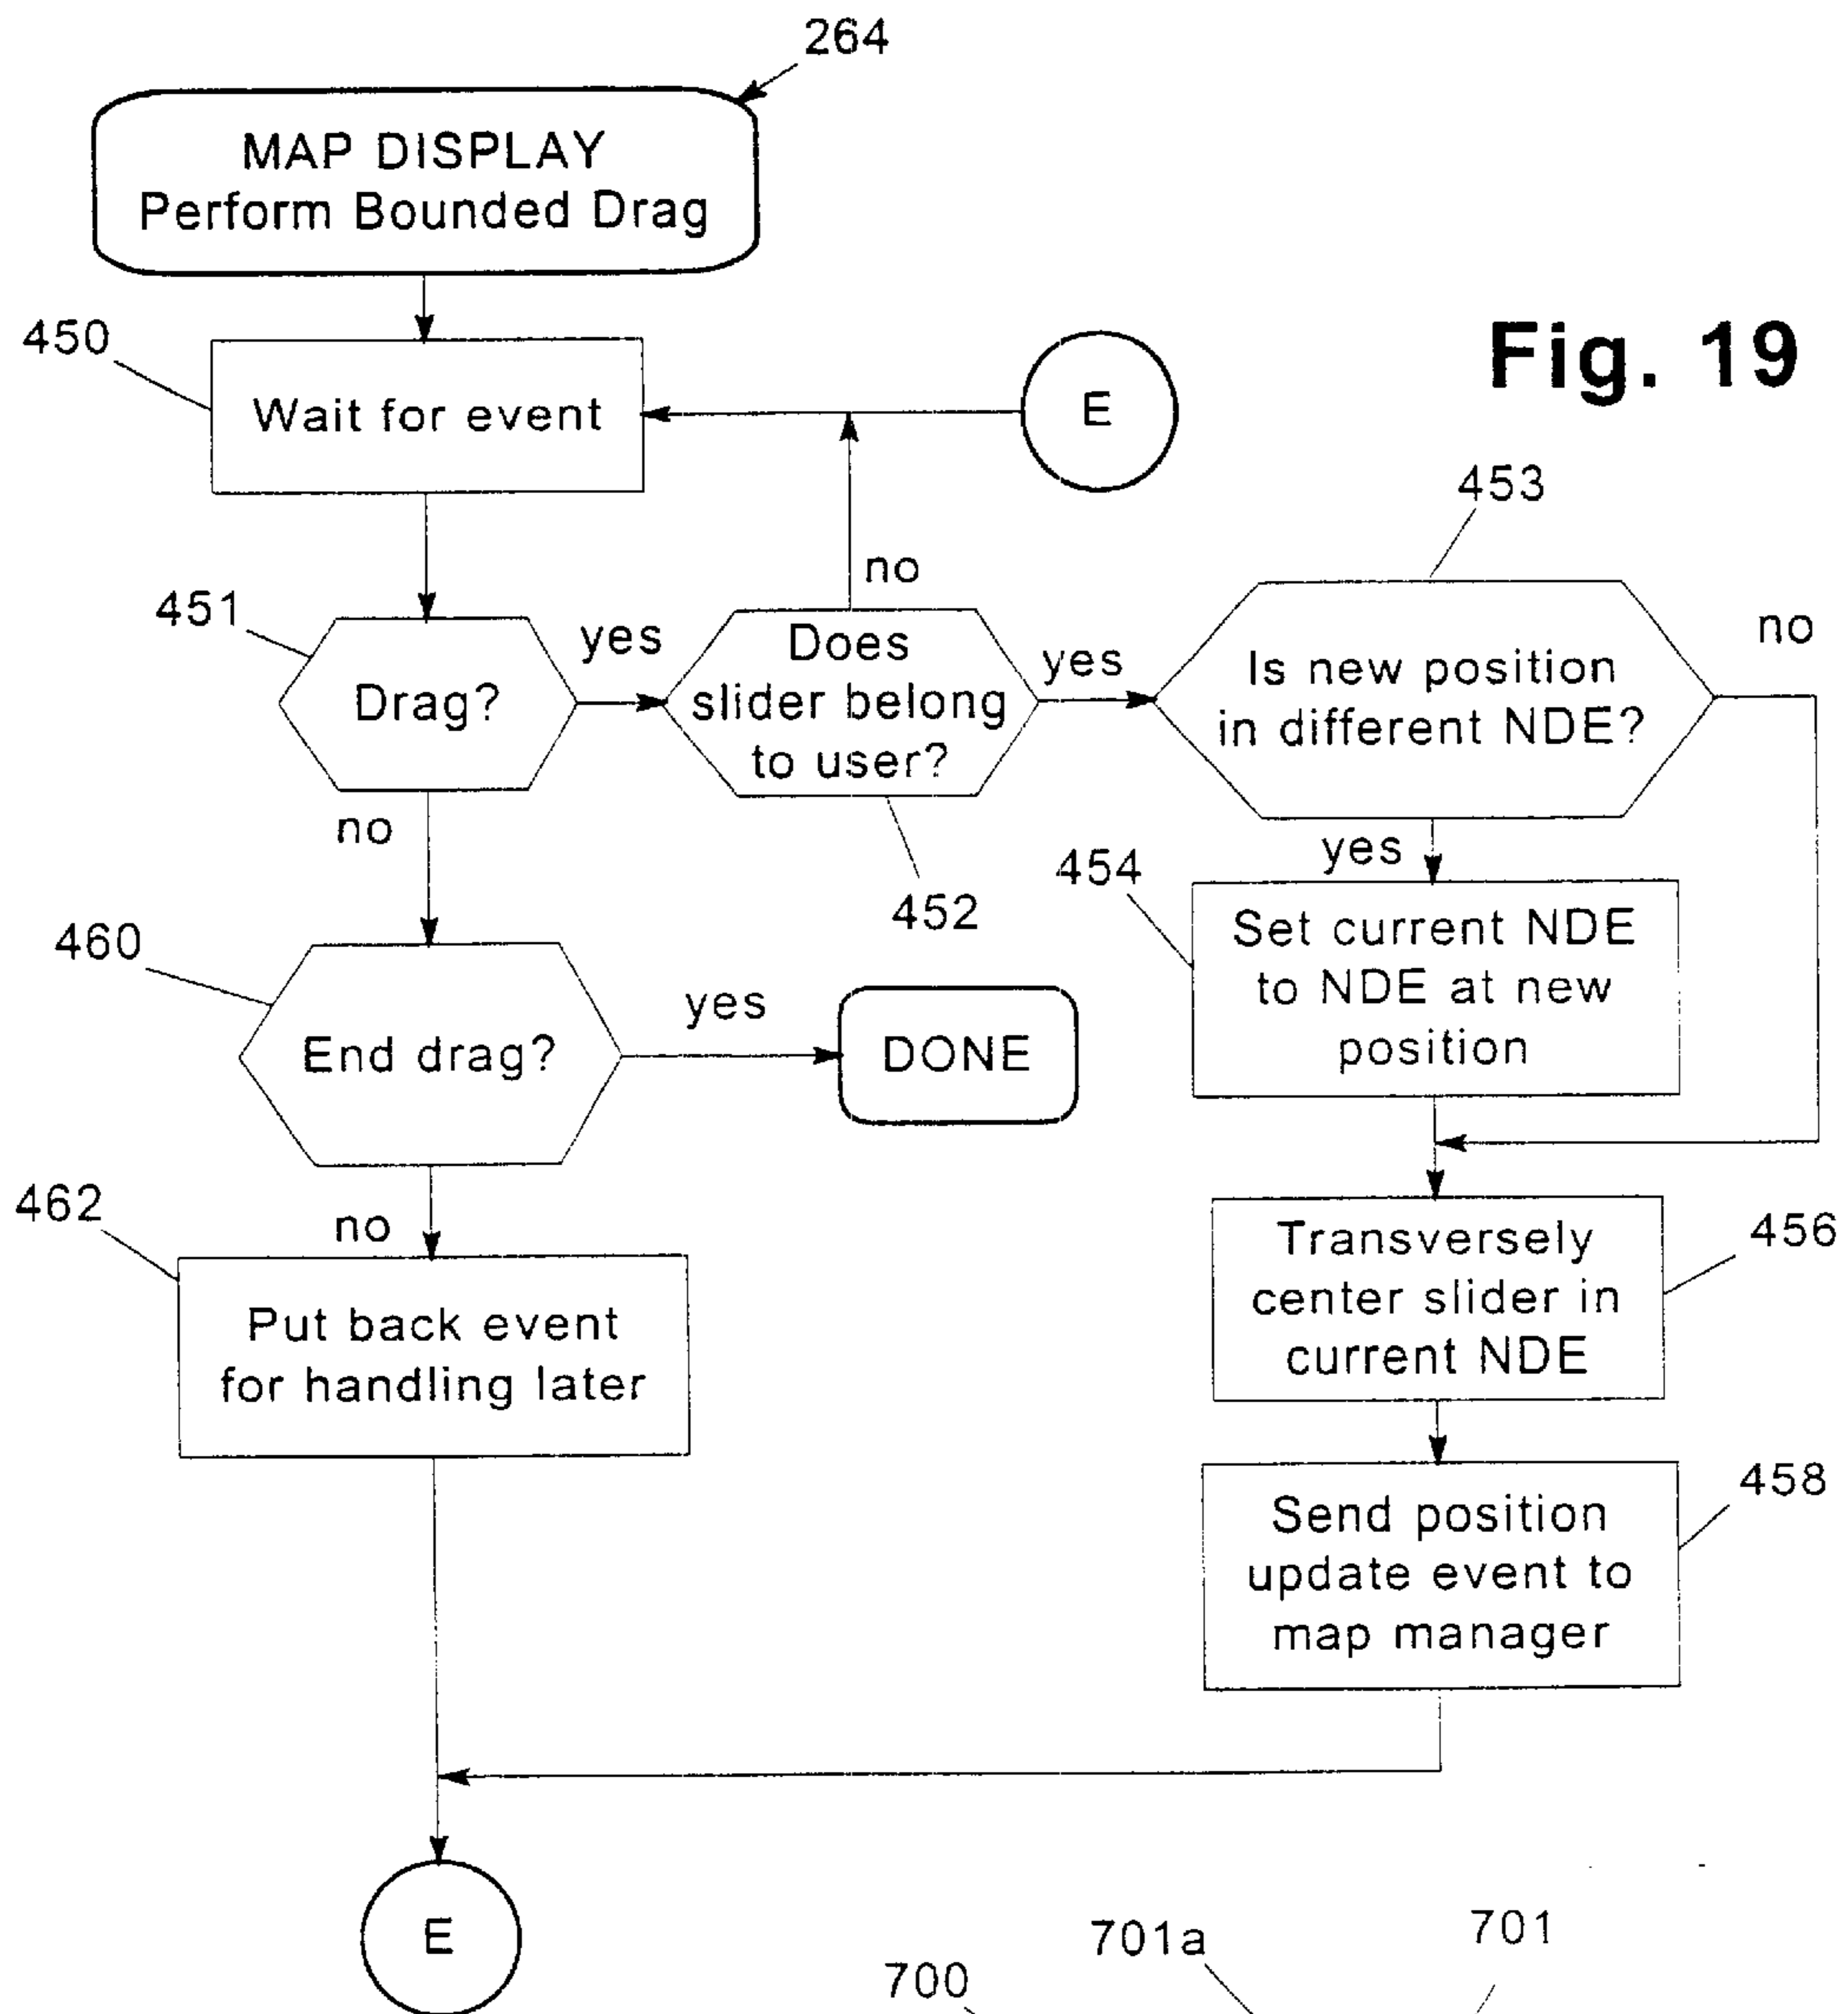 264
MAP DISPLAY
Perform Bounded Drag
Fig. 19
450
Wait for event
E
453
451
Drag?
yes
no
Does
slider belong
to user?
452
yes
Is new position
in different NDE?
no
no
yes
454
Set current NDE
to NDE at new
position
460
End drag?
yes
DONE
no
462
Put back event
for handling later
Transversely
center slider in
current NDE
456
Send position
update event to
map manager
458
E
700
701a
701